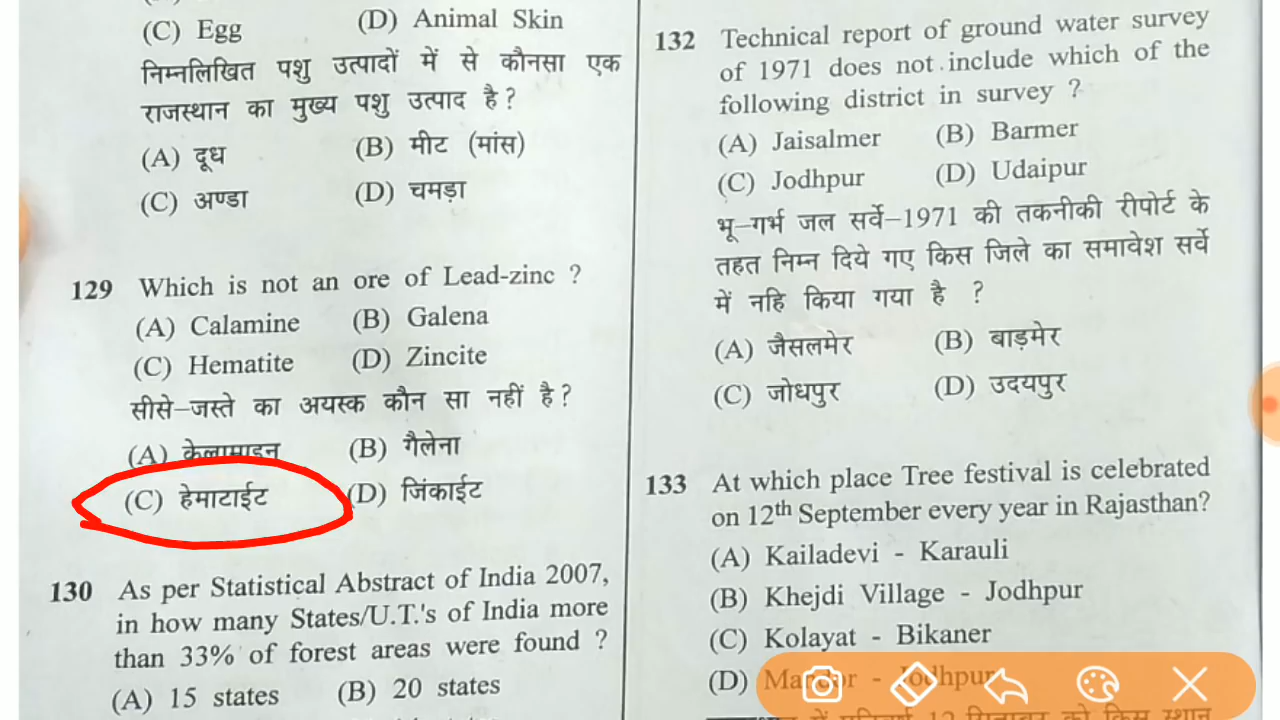 (C) Egg (D) Animal Skin
निम्नलिखित पशु उत्पादों में से कौनसा एक
राजस्थान का मुख्य पशु उत्पाद है?
(A) दूध (B) मीट (मांस)
(C) अण्डा (D) चमड़ा
129 Which is not an ore of Lead-zinc ?
(A) Calamine (B) Galena
(C) Hematite (D) Zincite
सीसे–जस्ते का अयस्क कौन सा नहीं है?
(A) केलामाइन (B) गैलेना
(C) हेमाटाईट (D) जिंकाईट
130 As per Statistical Abstract of India 2007,
in how many States/U.T.'s of India more
than 33% of forest areas were found ?
(A) 15 states (B) 20 states
132 Technical report of ground water survey
of 1971 does not include which of the
following district in survey ?
(A) Jaisalmer (B) Barmer
(C) Jodhpur (D) Udaipur
भू–गर्भ जल सर्वे–1971 की तकनीकी रीपोर्ट के
तहत निम्न दिये गए किस जिले का समावेश सर्वे
में नहि किया गया है ?
(A) जैसलमेर (B) बाड़मेर
(C) जोधपुर (D) उदयपुर
133 At which place Tree festival is celebrated
on 12th September every year in Rajasthan?
(A) Kailadevi - Karauli
(B) Khejdi Village - Jodhpur
(C) Kolayat - Bikaner
(D) - Jodhpur